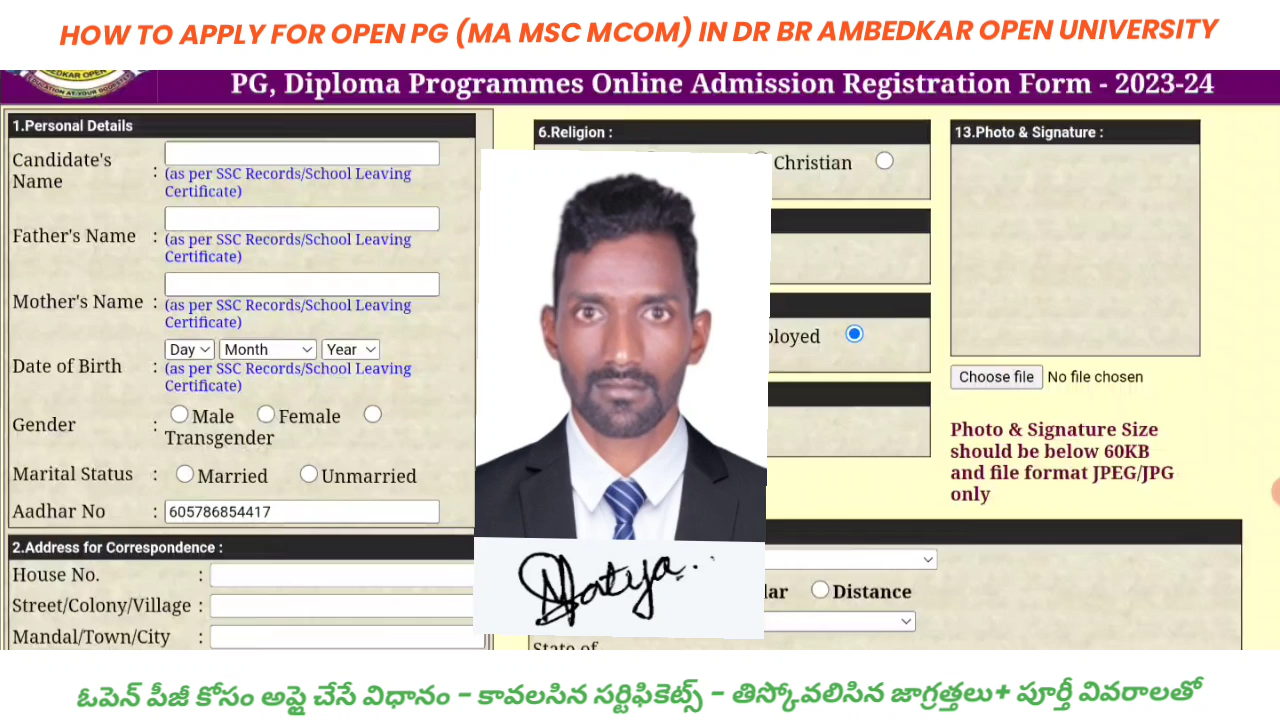 HOW TO APPLY FOR OPEN PG (MA MSC MCOM) IN DR BR AMBEDKAR OPEN UNIVERSITY
PG, Diploma Programmes Online Admission Registration Form - 2023-24
1.Personal Details
Candidate's Name :
(as per SSC Records/School Leaving Certificate)
Father's Name :
(as per SSC Records/School Leaving Certificate)
Mother's Name :
(as per SSC Records/School Leaving Certificate)
Date of Birth : Day Month Year
(as per SSC Records/School Leaving Certificate)
Gender : Male Female Transgender
Marital Status : Married Unmarried
Aadhar No : 605786854417
2.Address for Correspondence :
House No. :
Street/Colony/Village :
Mandal/Town/City :
6.Religion :
Christian
13.Photo & Signature :
Choose file No file chosen
Photo & Signature Size
should be below 60KB
and file format JPEG/JPG
only
Distance
State of
ఓపెన్ పీజీ కోసం అప్లై చేసే విధానం - కావలసిన సర్టిఫికెట్స్ - తిస్కోవలిసిన జాగ్రత్తలు+ పూర్తీ వివరాలతో